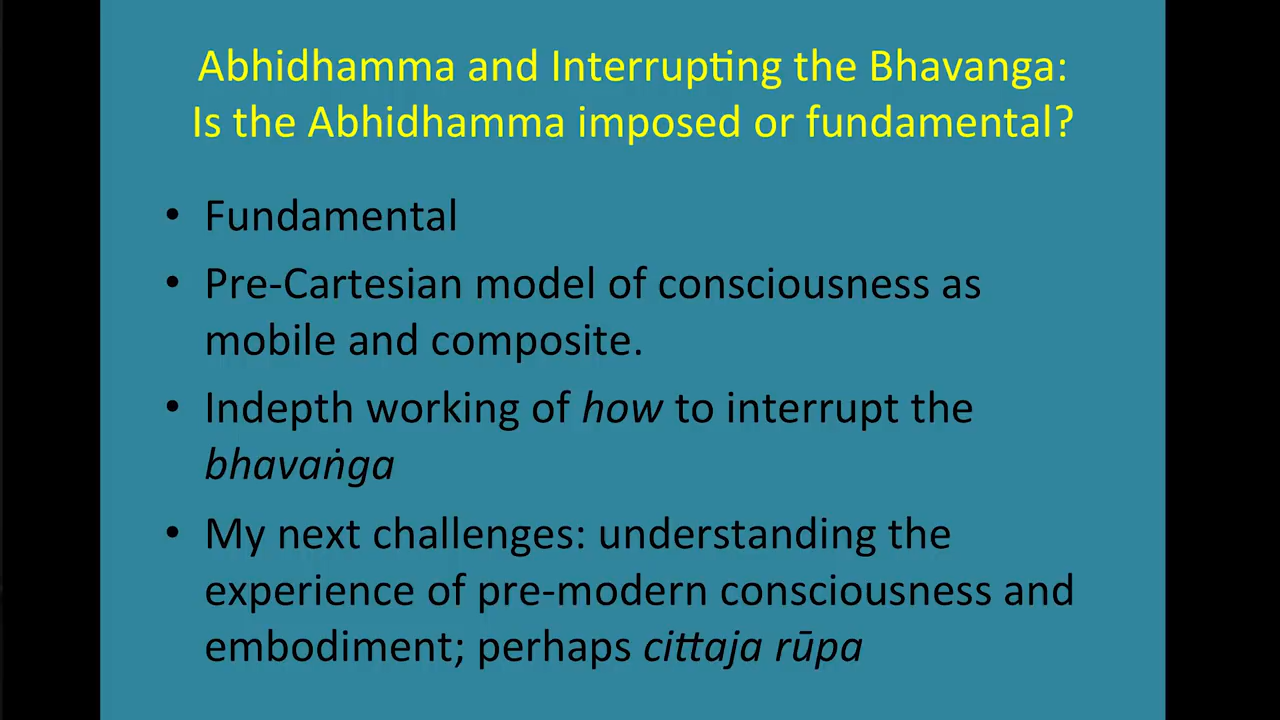 Abhidhamma and Interrupting the Bhavanga:
Is the Abhidhamma imposed or fundamental?
• Fundamental
• Pre-Cartesian model of consciousness as
mobile and composite.
• Indepth working of how to interrupt the
bhavaṅga
• My next challenges: understanding the
experience of pre-modern consciousness and
embodiment; perhaps cittaja rūpa